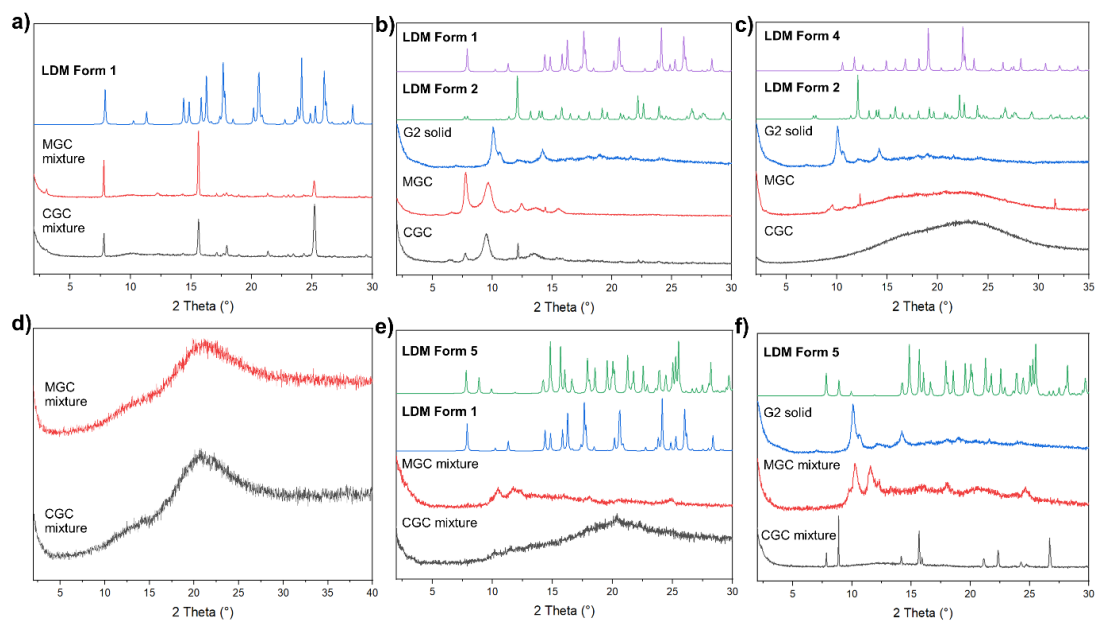 a)
LDM Form 1
MGC
mixture
CGC
mixture
5 10 15 20 25 30
2 Theta (°)
b)
LDM Form 1
LDM Form 2
G2 solid
MGC
CGC
5 10 15 20 25 30
2 Theta (°)
c)
LDM Form 4
LDM Form 2
G2 solid
MGC
CGC
5 10 15 20 25 30 35
2 Theta (°)
d)
MGC
mixture
CGC
mixture
5 10 15 20 25 30 35 40
2 Theta (°)
e)
LDM Form 5
LDM Form 1
MGC mixture
CGC mixture
5 10 15 20 25 30
2 Theta (°)
f)
LDM Form 5
G2 solid
MGC mixture
CGC mixture
5 10 15 20 25 30
2 Theta (°)